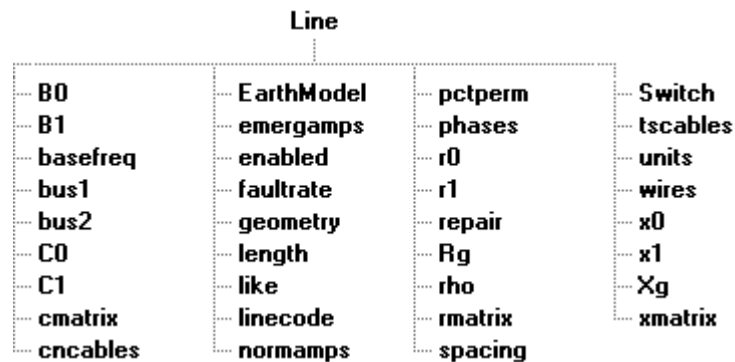 Line
B0
B1
basefreq
bus1
bus2
C0
C1
cmatrix
cncables
EarthModel
emergamps
enabled
faultrate
geometry
length
like
linecode
normamps
pctperm
phases
r0
r1
repair
Rg
rho
rmatrix
spacing
Switch
tscables
units
wires
x0
x1
Xg
xmatrix